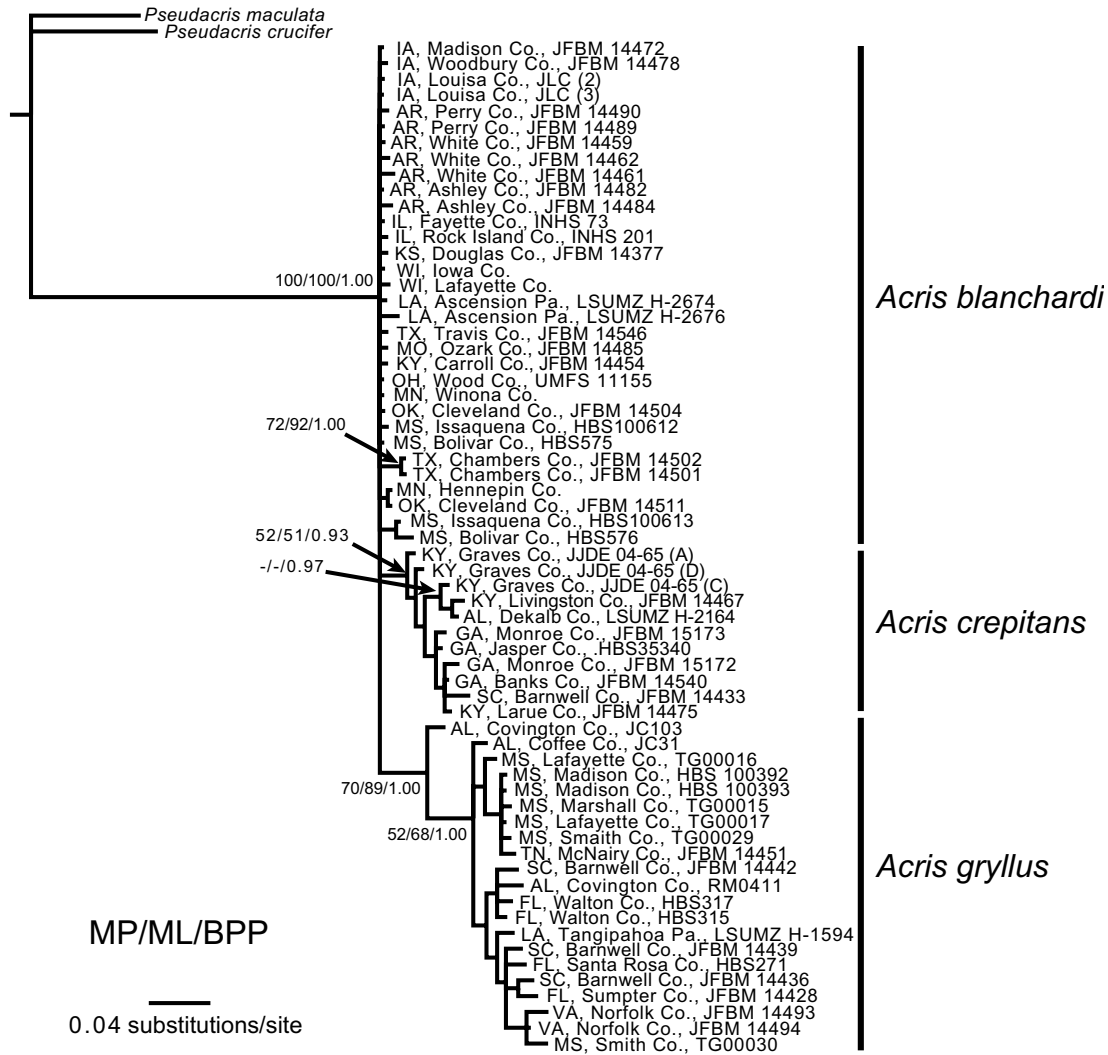 Pseudacris maculata
Pseudacris crucifer
IA, Madison Co., JFBM 14472
IA, Woodbury Co., JFBM 14478
IA, Louisa Co., JLC (2)
IA, Louisa Co., JLC (3)
AR, Perry Co., JFBM 14490
AR, Perry Co., JFBM 14489
AR, White Co., JFBM 14459
AR, White Co., JFBM 14462
AR, White Co., JFBM 14461
AR, Ashley Co., JFBM 14482
AR, Ashley Co., JFBM 14484
IL, Fayette Co., INHS 73
IL, Rock Island Co., INHS 201
KS, Douglas Co., JFBM 14377
WI, Iowa Co.
100/100/1.00
WI, Lafayette Co.
LA, Ascension Pa., LSUMZ H-2674
Acris blanchardi
LA, Ascension Pa., LSUMZ H-2676
TX, Travis Co., JFBM 14546
MO, Ozark Co., JFBM 14485
KY, Carroll Co., JFBM 14454
OH, Wood Co., UMFS 11155
MN, Winona Co.
OK, Cleveland Co., JFBM 14504
72/92/1.00
MS, Issaquena Co., HBS100612
MS, Bolivar Co., HBS575
TX, Chambers Co., JFBM 14502
TX, Chambers Co., JFBM 14501
MN, Hennepin Co.
OK, Cleveland Co., JFBM 14511
MS, Issaquena Co., HBS100613
52/51/0.93
MS, Bolivar Co., HBS576
KY, Graves Co., JJDE 04-65 (A)
-/-/0.97
KY, Graves Co., JJDE 04-65 (D)
KY, Graves Co., JJDE 04-65 (C)
KY, Livingston Co., JFBM 14467
AL, Dekalb Co., LSUMZ H-2164
Acris crepitans
GA, Monroe Co., JFBM 15173
GA, Jasper Co., .HBS35340
GA, Monroe Co., JFBM 15172
GA, Banks Co., JFBM 14540
SC, Barnwell Co., JFBM 14433
KY, Larue Co., JFBM 14475
AL, Covington Co., JC103
AL, Coffee Co., JC31
MS, Lafayette Co., TG00016
MS, Madison Co., HBS 100392
70/89/1.00
MS, Madison Co., HBS 100393
MS, Marshall Co., TG00015
MS, Lafayette Co., TG00017
52/68/1.00
MS, Smaith Co., TG00029
TN, McNairy Co., JFBM 14451
SC, Barnwell Co., JFBM 14442
Acris gryllus
AL, Covington Co., RM0411
FL, Walton Co., HBS317
FL, Walton Co., HBS315
MP/ML/BPP
LA, Tangipahoa Pa., LSUMZ H-1594
SC, Barnwell Co., JFBM 14439
FL, Santa Rosa Co., HBS271
SC, Barnwell Co., JFBM 14436
FL, Sumpter Co., JFBM 14428
VA, Norfolk Co., JFBM 14493
0.04 substitutions/site
VA, Norfolk Co., JFBM 14494
MS, Smith Co., TG00030